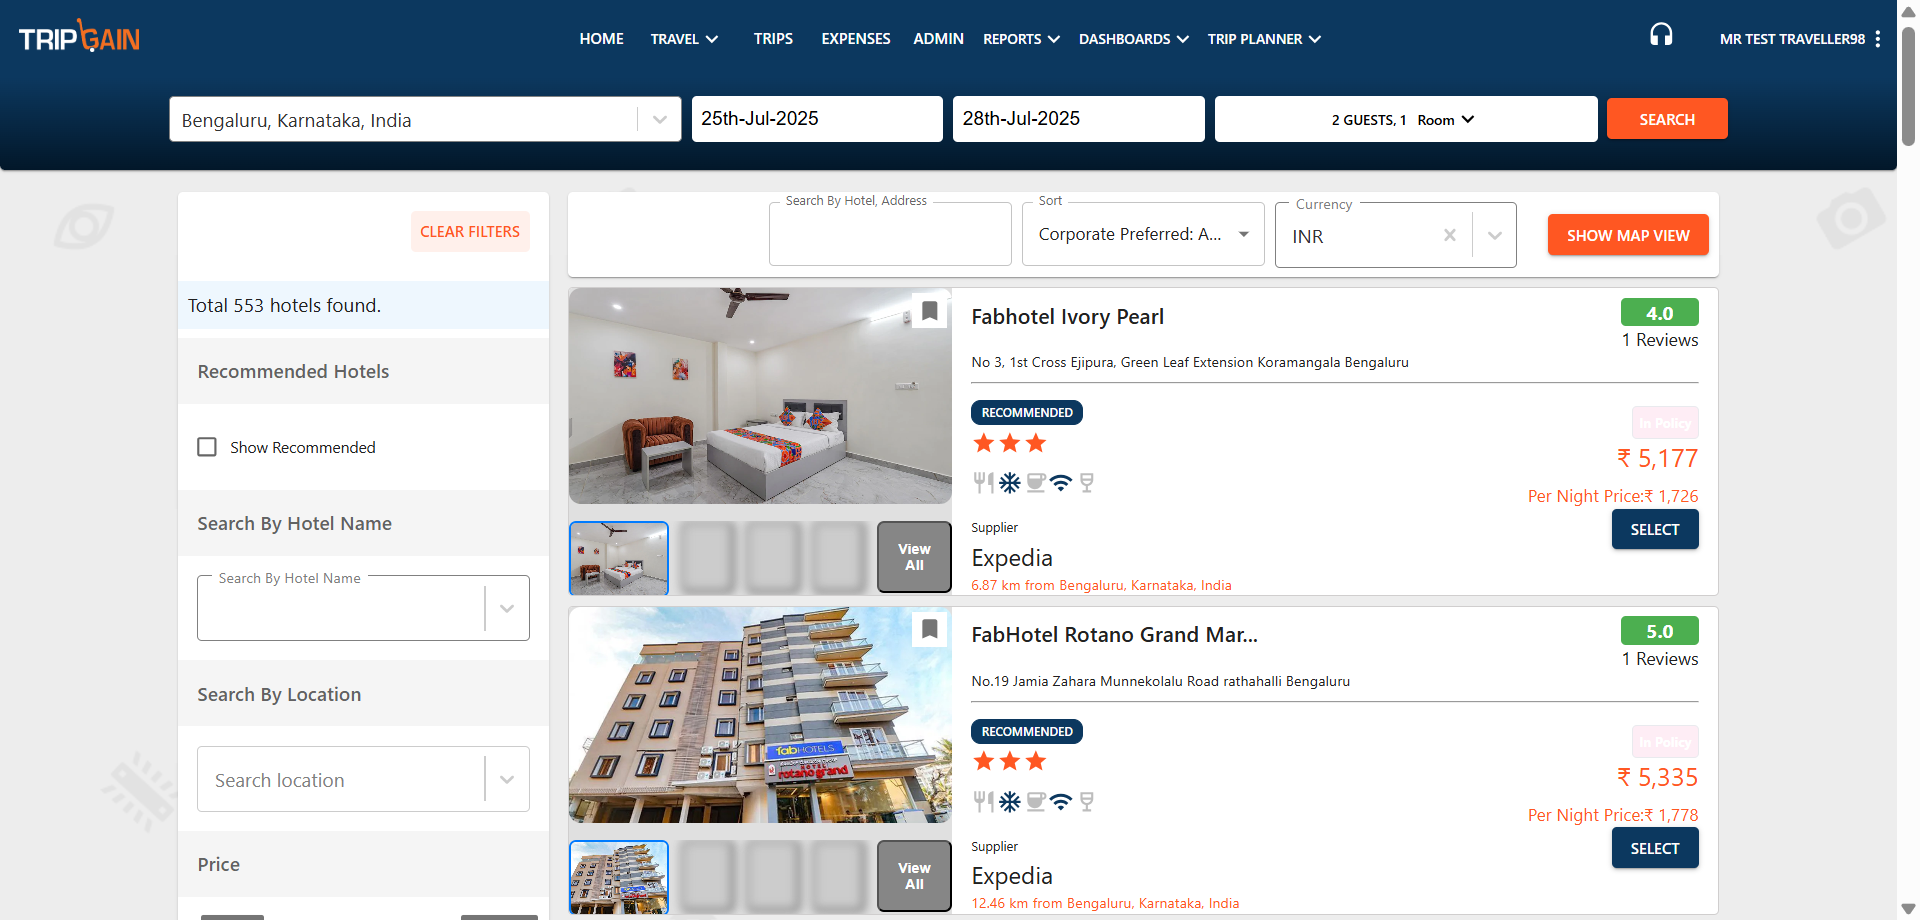 TRIPGAIN
HOME TRAVEL TRIPS EXPENSES ADMIN REPORTS DASHBOARDS TRIP PLANNER
MR TEST TRAVELLER98
Bengaluru, Karnataka, India
25th-Jul-2025
28th-Jul-2025
2 GUESTS, 1 Room
SEARCH
CLEAR FILTERS
Total 553 hotels found.
Recommended Hotels
Show Recommended
Search By Hotel Name
Search By Hotel Name
Search By Location
Search location
Price
Search By Hotel, Address
Sort
Corporate Preferred: A...
Currency
INR
SHOW MAP VIEW
Fabhotel Ivory Pearl
4.0
1 Reviews
No 3, 1st Cross Ejipura, Green Leaf Extension Koramangala Bengaluru
RECOMMENDED
In Policy
₹ 5,177
Per Night Price:₹ 1,726
SELECT
Supplier
Expedia
6.87 km from Bengaluru, Karnataka, India
View
All
FabHotel Rotano Grand Mar...
5.0
1 Reviews
No.19 Jamia Zahara Munnekolalu Road rathahalli Bengaluru
RECOMMENDED
In Policy
₹ 5,335
Per Night Price:₹ 1,778
SELECT
Supplier
Expedia
12.46 km from Bengaluru, Karnataka, India
View
All
fabHOTELS
HOTEL
rotano grand